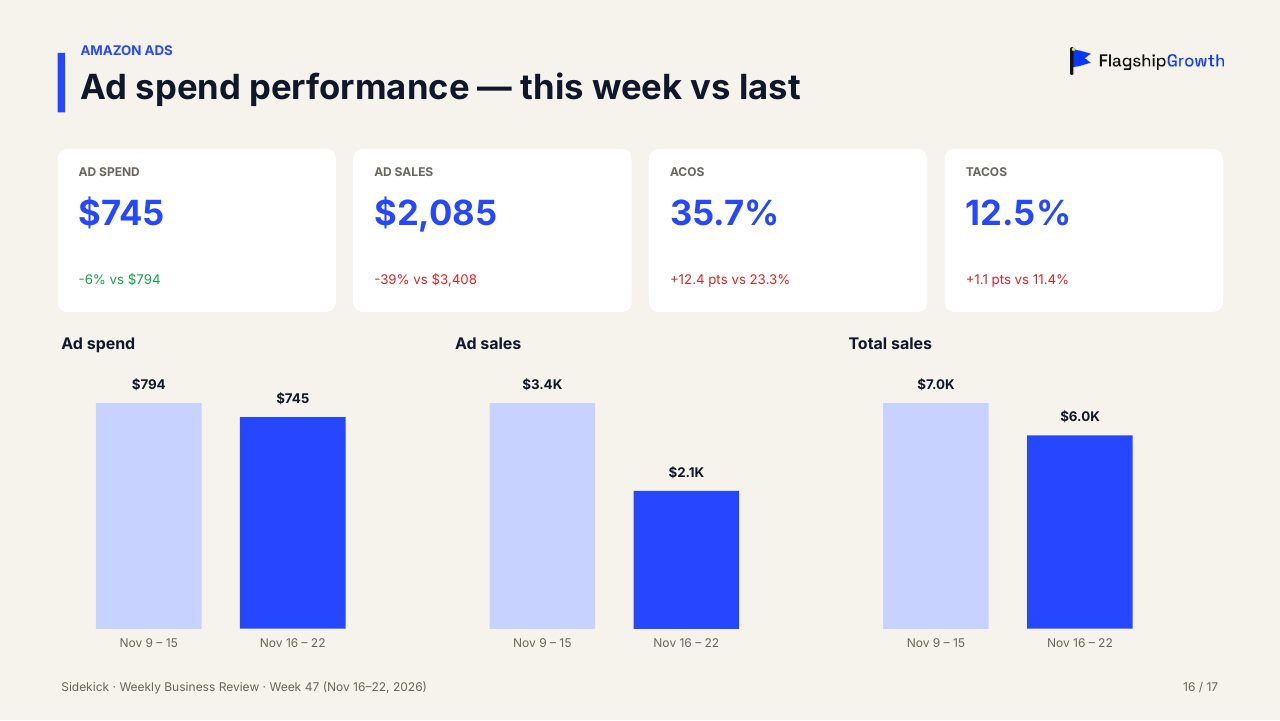 AMAZON ADS
Ad spend performance — this week vs last
FlagshipGrowth
AD SPEND
$745
-6% vs $794
AD SALES
$2,085
-39% vs $3,408
ACOS
35.7%
+12.4 pts vs 23.3%
TACOS
12.5%
+1.1 pts vs 11.4%
Ad spend
$794
$745
Nov 9 – 15
Nov 16 – 22
Ad sales
$3.4K
$2.1K
Nov 9 – 15
Nov 16 – 22
Total sales
$7.0K
$6.0K
Nov 9 – 15
Nov 16 – 22
Sidekick · Weekly Business Review · Week 47 (Nov 16–22, 2026)
16 / 17